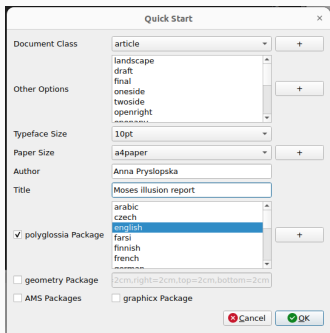 Quick Start
Document Class article +
landscape
draft
final
Other Options oneside +
twoside
openright
Typeface Size 10pt
Paper Size a4paper +
Author Anna Pryslopska
Title Moses illusion report
arabic
czech
english
polyglossia Package farsi +
finnish
french
german
geometry Package 2cm,right=2cm,top=2cm,bottom=2cm
AMS Packages graphicx Package
Cancel OK